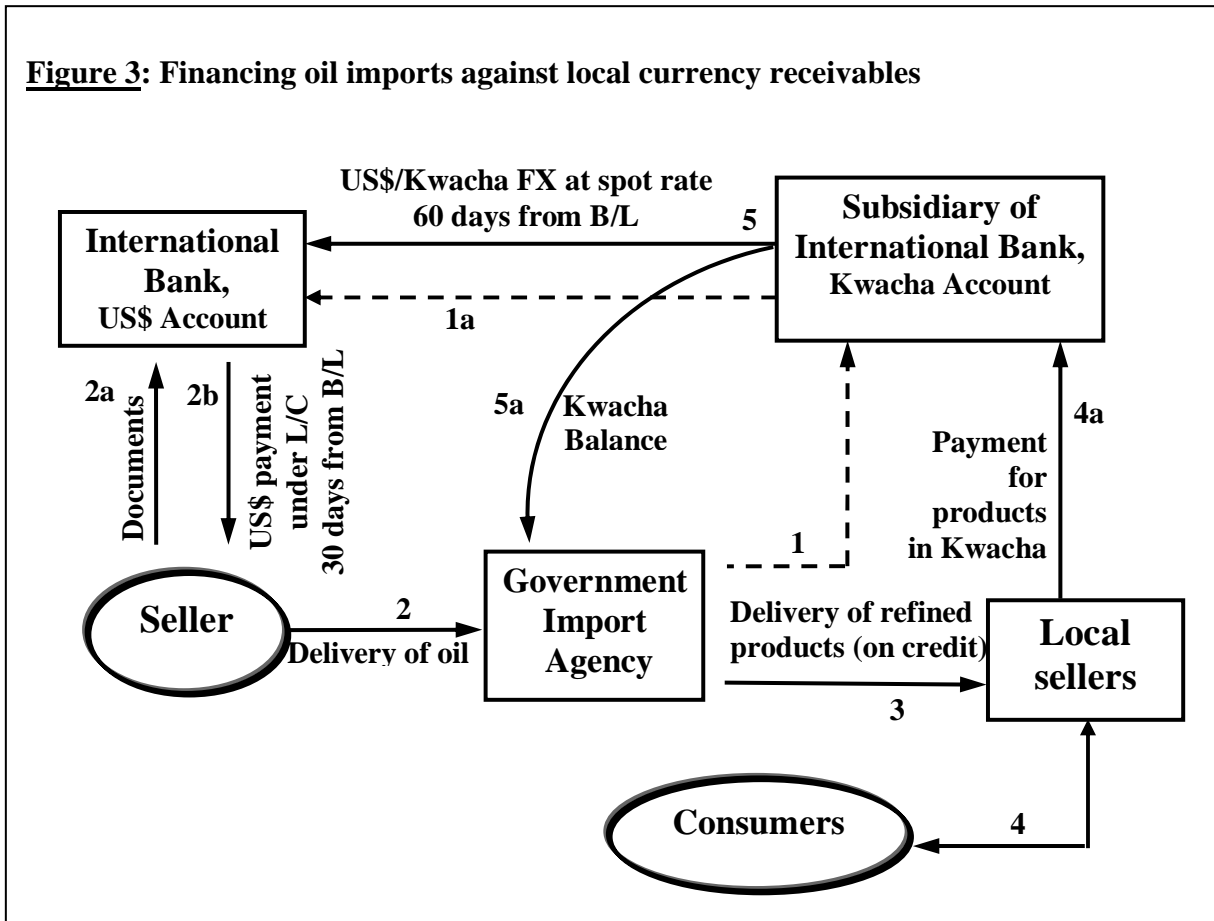 Figure 3: Financing oil imports against local currency receivables
US$/Kwacha FX at spot rate
60 days from B/L
5
International
Bank,
US$ Account
Subsidiary of
International Bank,
Kwacha Account
1a
2a
Documents
2b
US$ payment
under L/C
30 days from B/L
5a
Kwacha
Balance
4a
Payment
for
products
in Kwacha
1
Seller
2
Delivery of oil
Government
Import
Agency
Delivery of refined
products (on credit)
3
Local
sellers
Consumers
4